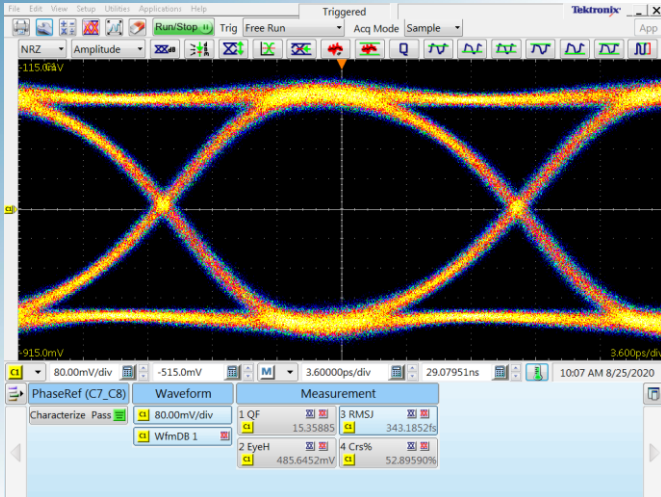 File Edit View Setup Utilities Applications Help
Triggered
Tektronix
Run/Stop Trig Free Run Acq Mode Sample App
NRZ Amplitude
-115.0mV
C1
-915.0mV
3.600ps/div
C1 80.00mV/div -515.0mV M 3.60000ps/div 29.07951ns 10:07 AM 8/25/2020
PhaseRef (C7_C8) Waveform Measurement
Characterize Pass C1 80.00mV/div 1 QF 3 RMSJ
C1 15.35885 C1 343.1852fs
C1 WfmDB 1 2 EyeH 4 Crs%
C1 485.6452mV C1 52.89590%